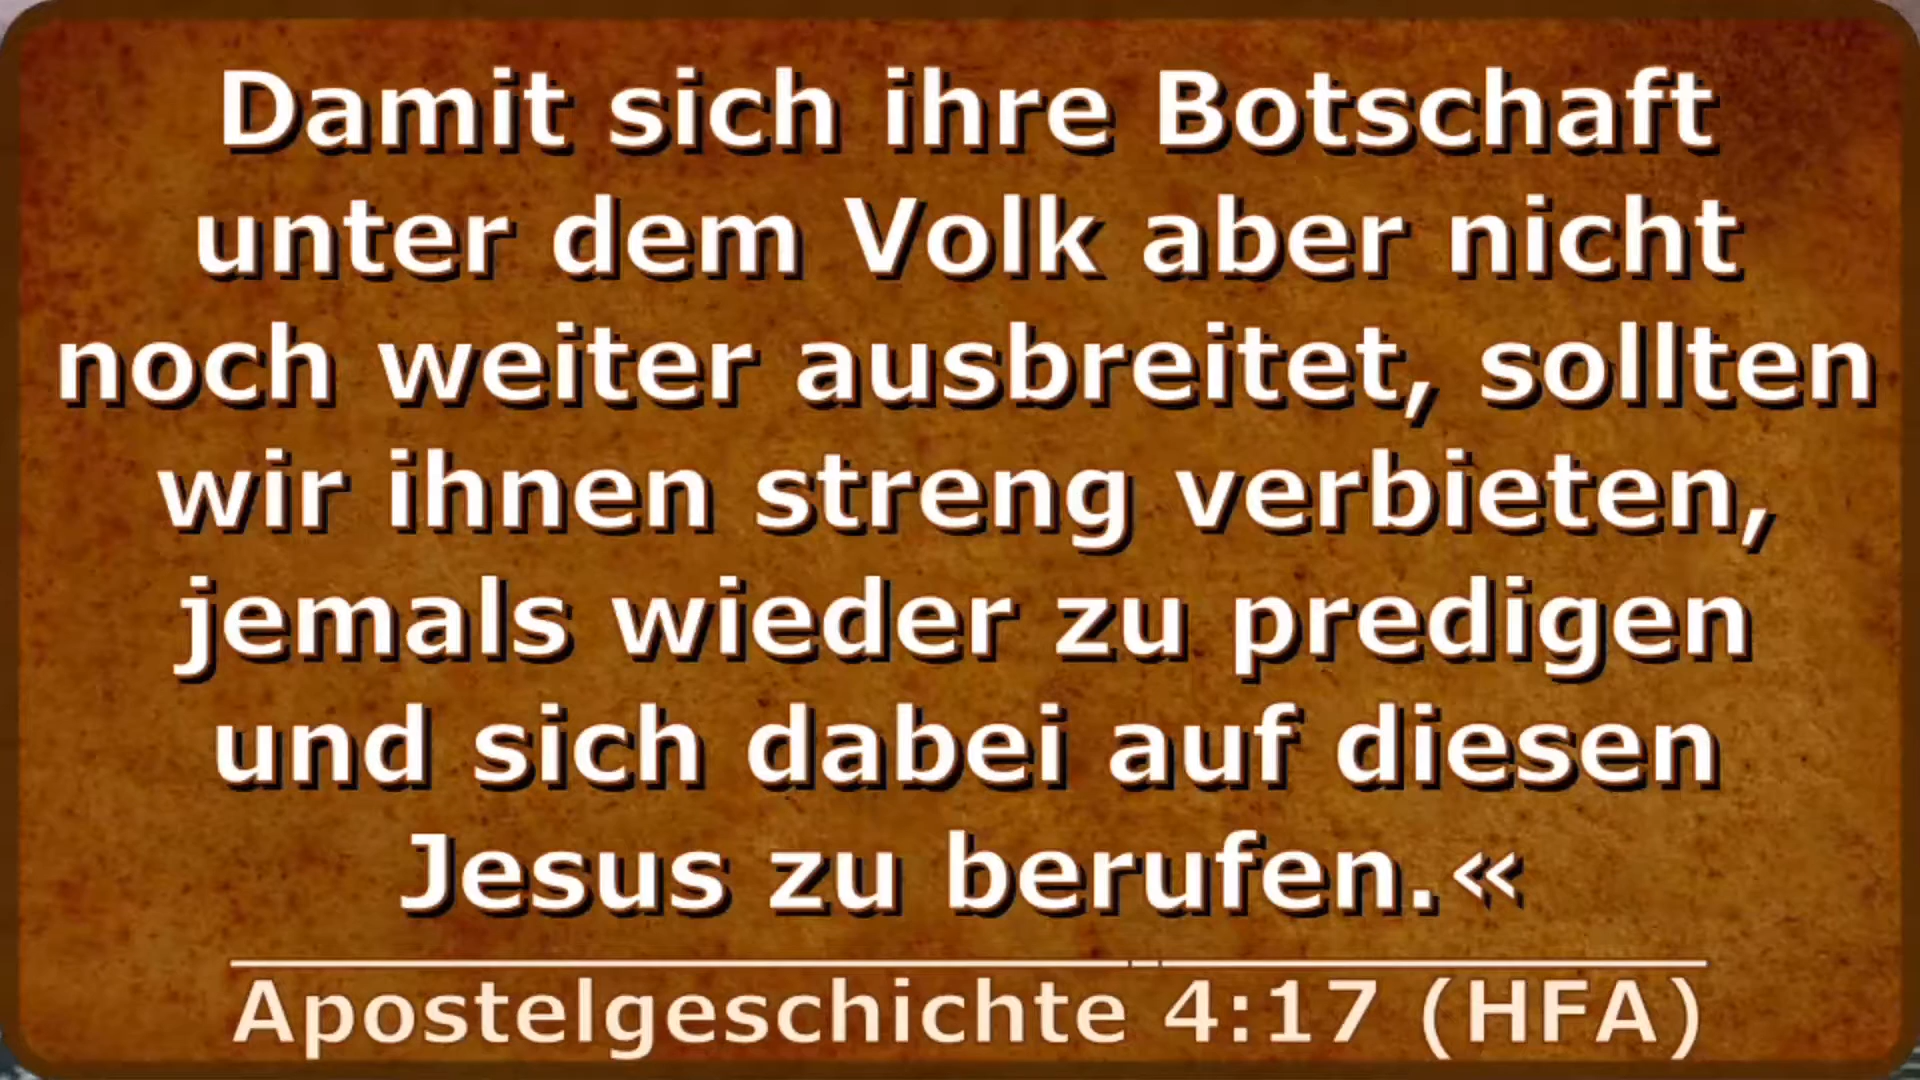 Damit sich ihre Botschaft
unter dem Volk aber nicht
noch weiter ausbreitet, sollten
wir ihnen streng verbieten,
jemals wieder zu predigen
und sich dabei auf diesen
Jesus zu berufen.«
Apostelgeschichte 4:17 (HFA)